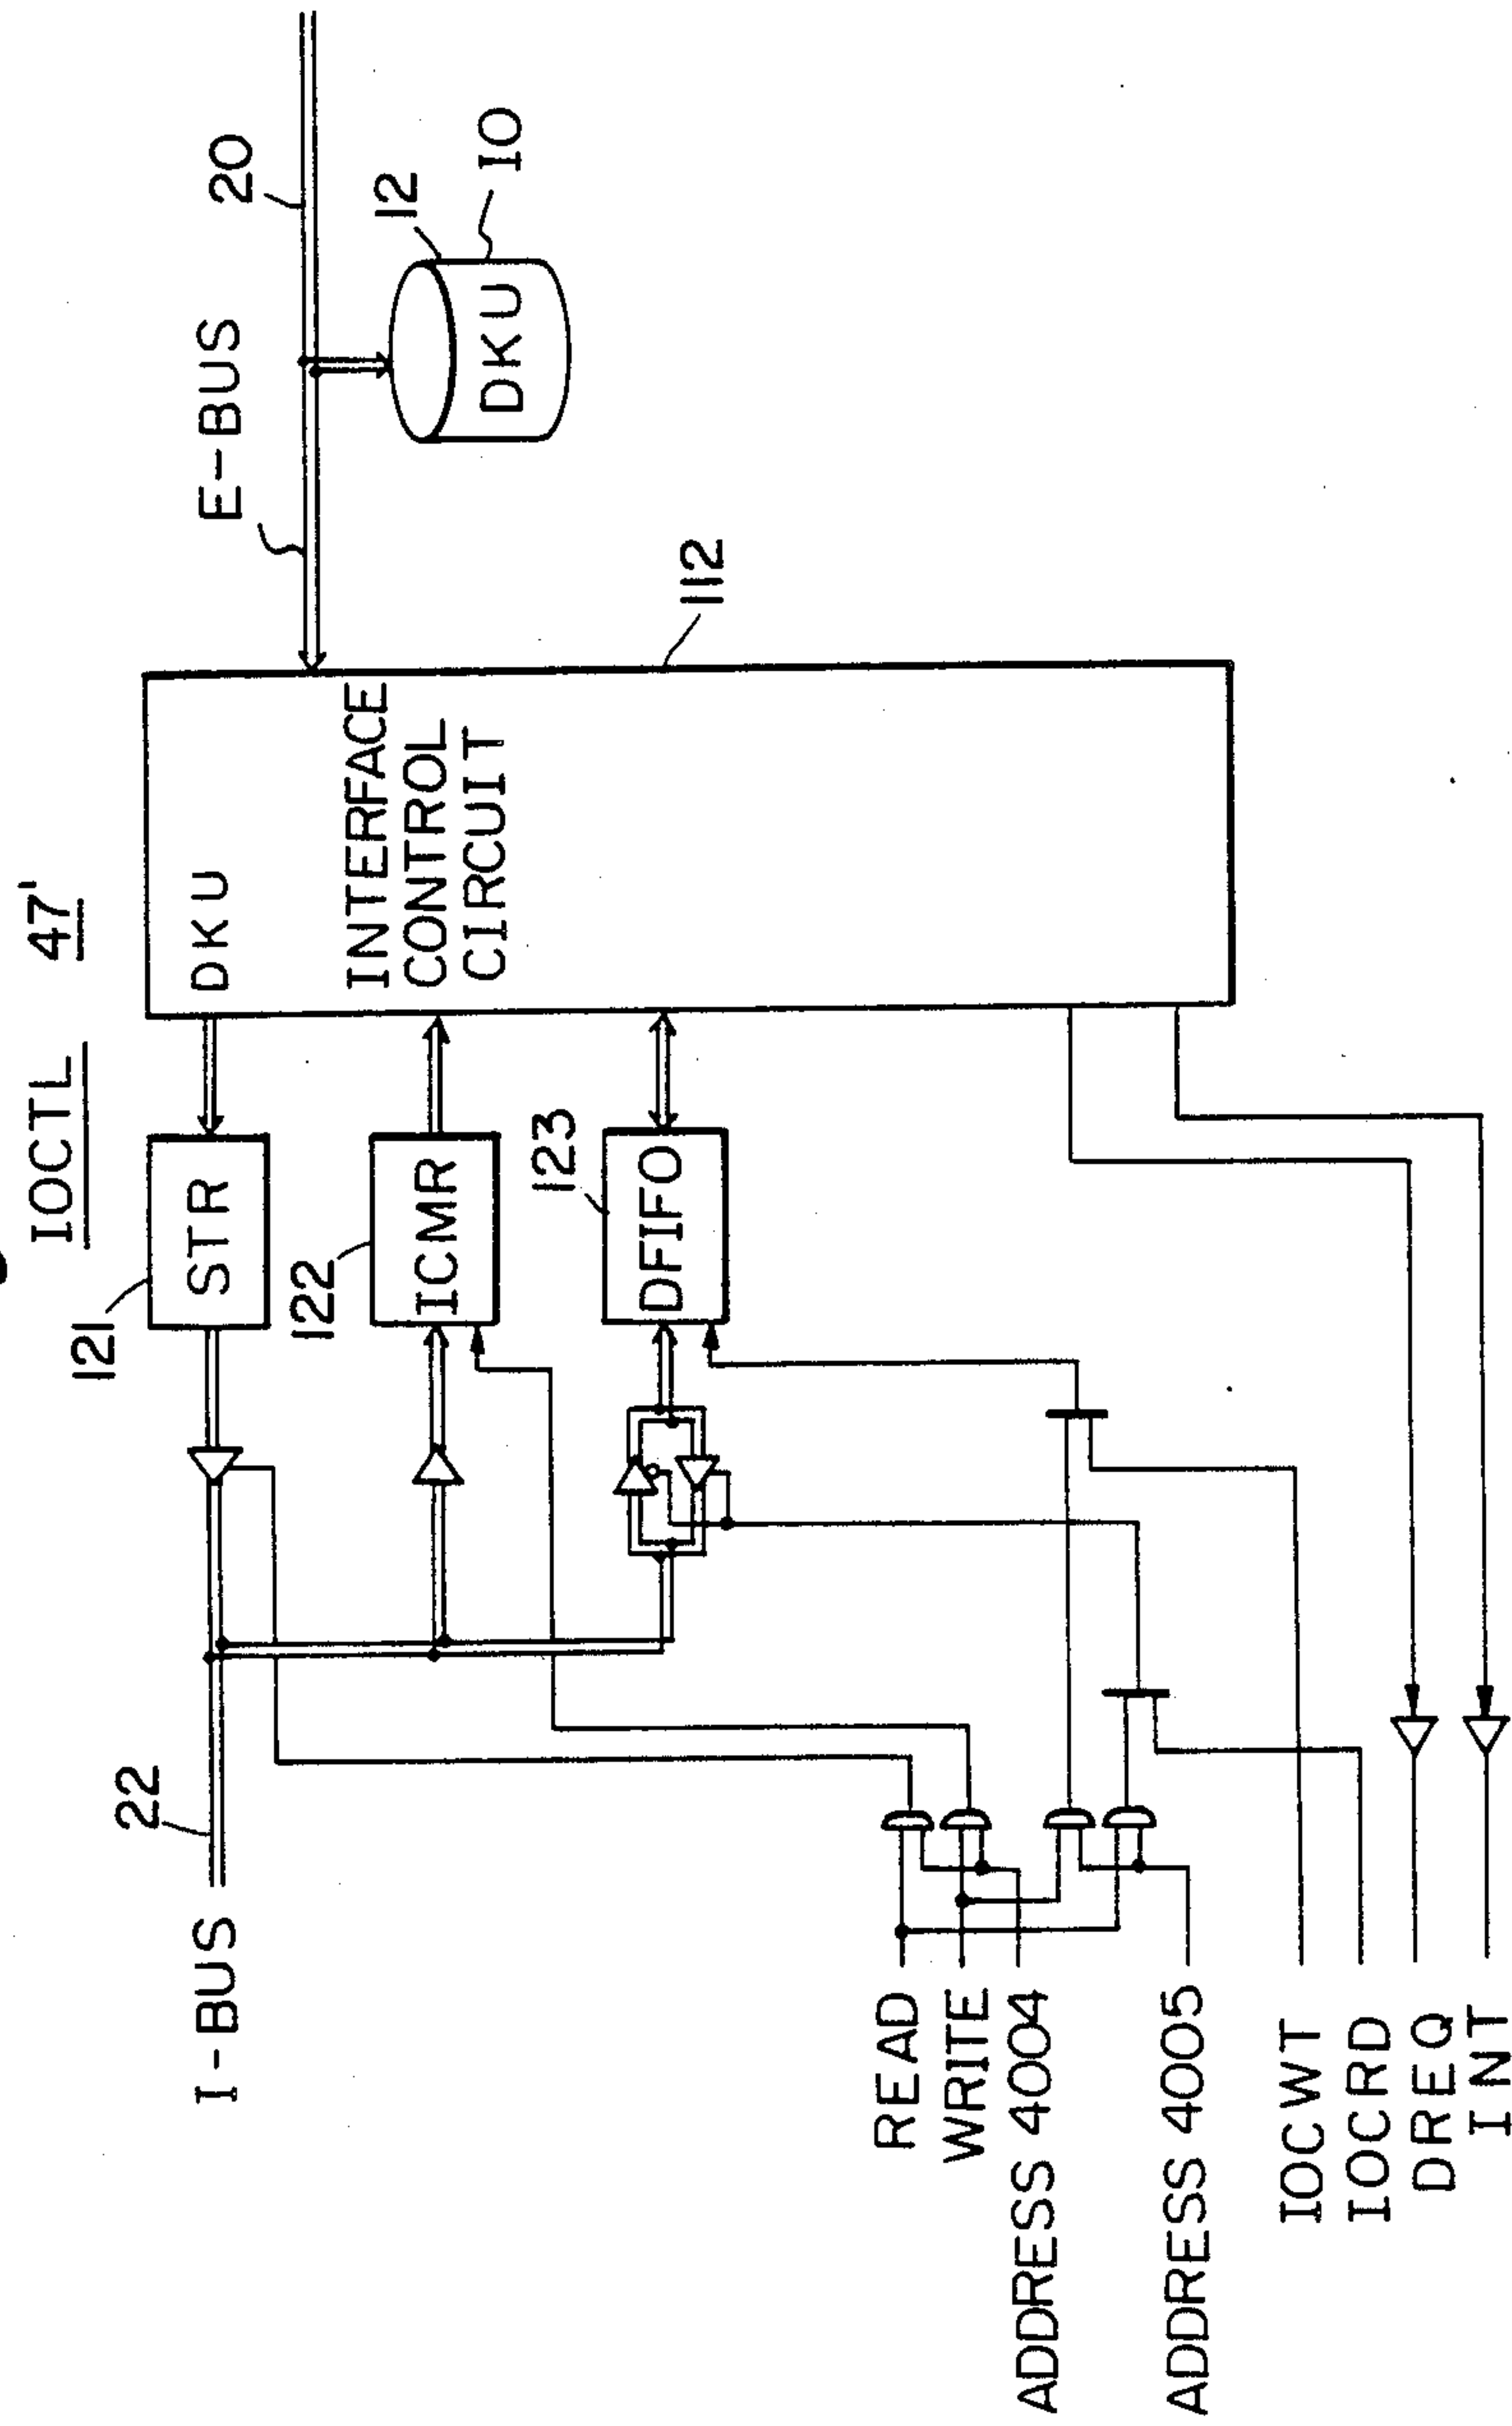 IOCTL 47'
E-BUS
20
12
10
DKU
DKU
INTERFACE
CONTROL
CIRCUIT
112
121
STR
122
ICMR
123
DFIFO
22
I-BUS
READ
WRITE
ADDRESS 4004
ADDRESS 4005
IOCWT
IOCRD
DREQ
INT